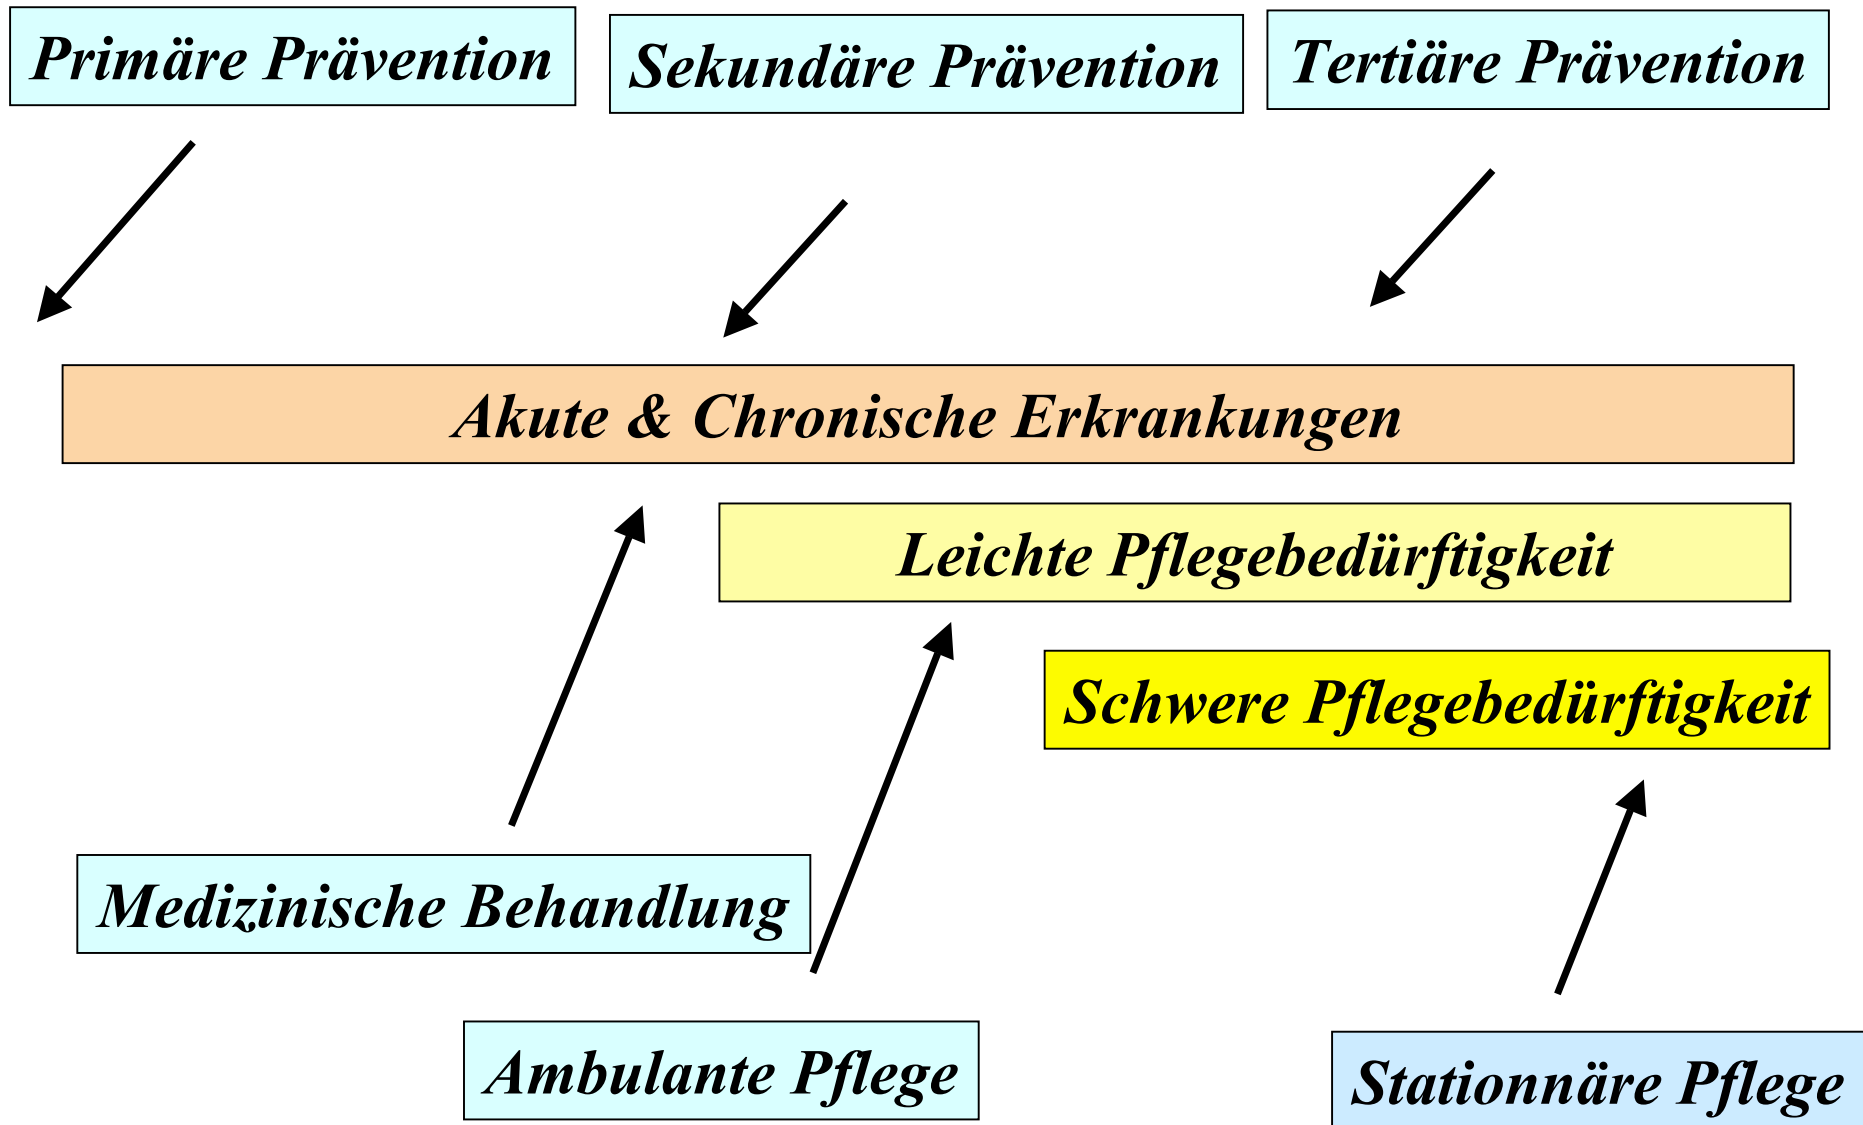 Primäre Prävention
Sekundäre Prävention
Tertiäre Prävention
Akute & Chronische Erkrankungen
Leichte Pflegebedürftigkeit
Schwere Pflegebedürftigkeit
Medizinische Behandlung
Ambulante Pflege
Stationnäre Pflege